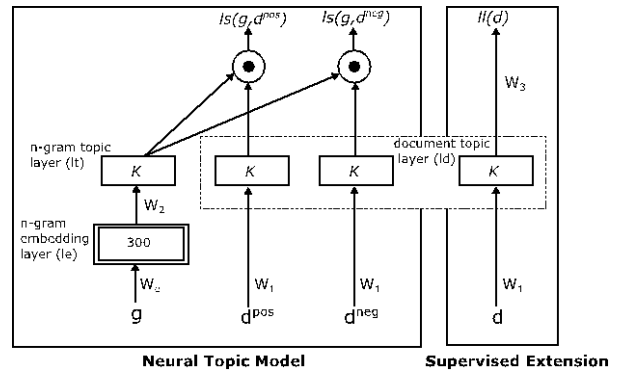 ls(g,d^pos)
ls(g,d^neg)
ll(d)
W₃
n-gram topic
layer (lt)
document topic
layer (ld)
K
K
K
K
W₂
n-gram
embedding
layer (le)
300
Wₑ
W₁
W₁
W₁
g
d^pos
d^neg
d
Neural Topic Model
Supervised Extension